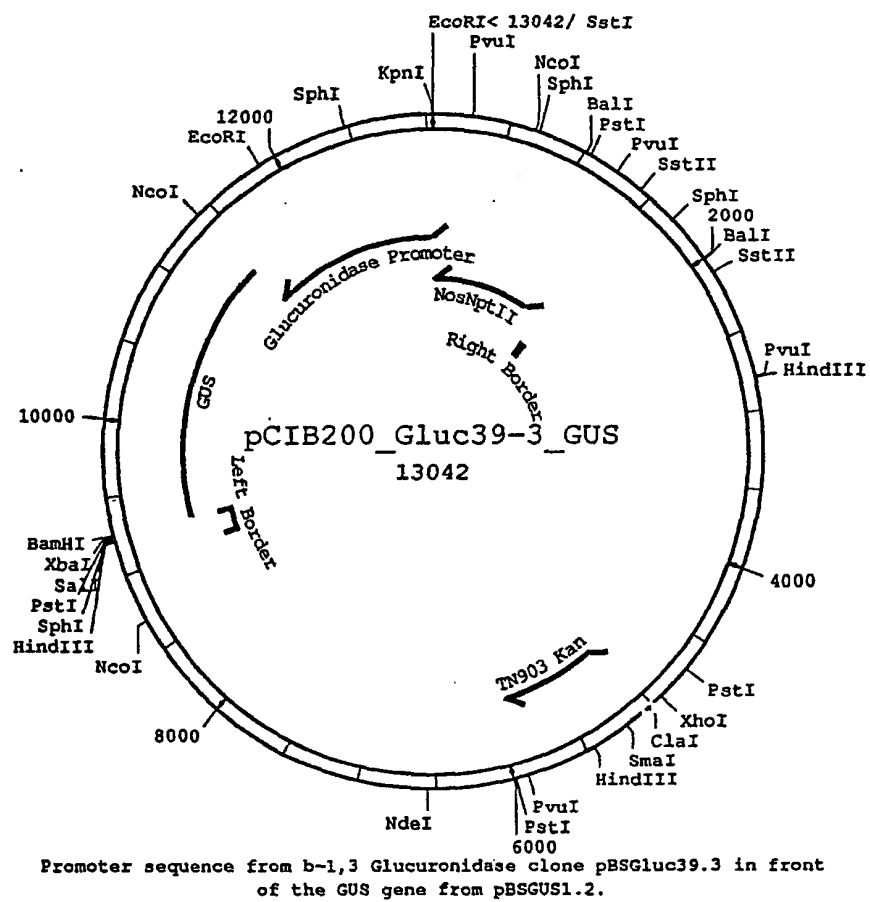 EcoRI< 13042/ SstI
PvuI
KpnI
NcoI
SphI
SphI
BalI
PstI
12000
EcoRI
PvuI
SstII
NcoI
SphI
2000
BalI
SstII
Glucuronidase Promoter
NosNptII
Right Border
PvuI
HindIII
GUS
10000
pCIB200_Gluc39-3_GUS
13042
Left Border
BamHI
XbaI
SalI
PstI
SphI
HindIII
NcoI
4000
TN903 Kan
PstI
XhoI
ClaI
SmaI
HindIII
8000
NdeI
PvuI
PstI
6000
Promoter sequence from b-1,3 Glucuronidase clone pBSGluc39.3 in front
of the GUS gene from pBSGUS1.2.